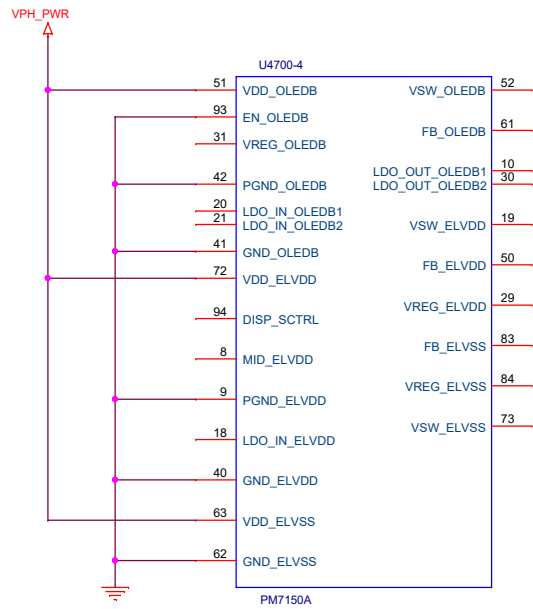 VPH_PWR
U4700-4
51 VDD_OLEDB VSW_OLEDB 52
93 EN_OLEDB
FB_OLEDB 61
31 VREG_OLEDB
LDO_OUT_OLEDB1 10
42 PGND_OLEDB LDO_OUT_OLEDB2 30
20 LDO_IN_OLEDB1
21 LDO_IN_OLEDB2 VSW_ELVDD 19
41 GND_OLEDB
FB_ELVDD 50
72 VDD_ELVDD
VREG_ELVDD 29
94 DISP_SCTRL
FB_ELVSS 83
8 MID_ELVDD
VREG_ELVSS 84
9 PGND_ELVDD
VSW_ELVSS 73
18 LDO_IN_ELVDD
40 GND_ELVDD
63 VDD_ELVSS
62 GND_ELVSS
PM7150A